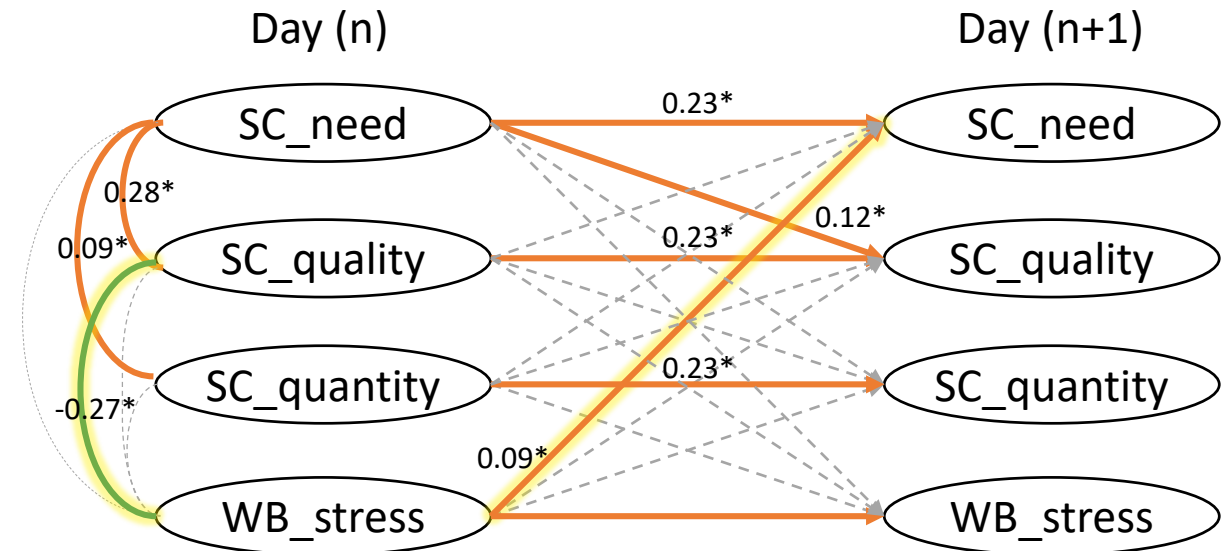 Day (n)
Day (n+1)
SC_need
0.23*
SC_need
0.28*
0.12*
0.09*
SC_quality
0.23*
SC_quality
SC_quantity
0.23*
SC_quantity
-0.27*
0.09*
WB_stress
WB_stress